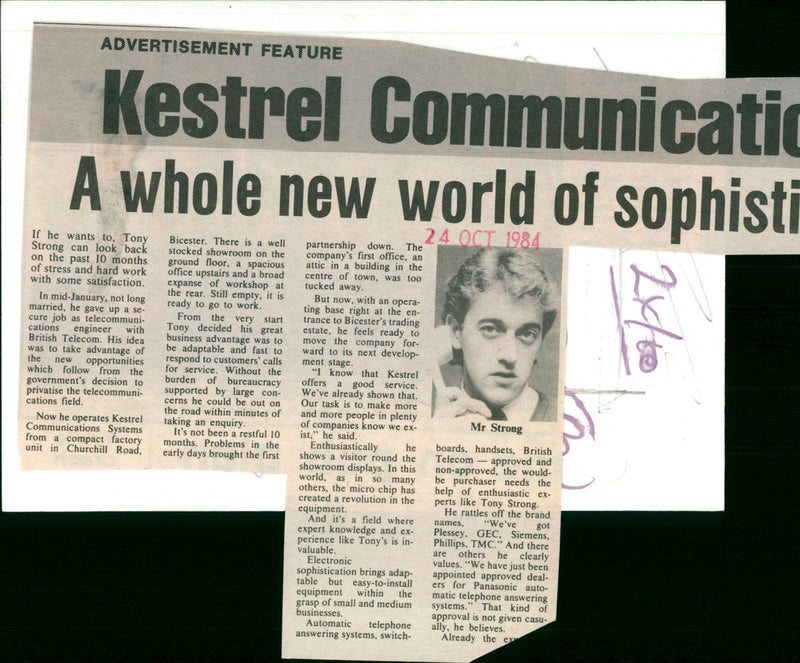 ADVERTISEMENT FEATURE
Kestrel Communicatio
A whole new world of sophisti
24 OCT 1984
If he wants to, Tony
Strong can look back
on the past 10 months
of stress and hard work
with some satisfaction.
In mid-January, not long
married, he gave up a se-
cure job as telecommuni-
cations engineer with
British Telecom. His idea
was to take advantage of
the new opportunities
which follow from the
government's decision to
privatise the telecommuni-
cations field.
Now he operates Kestrel
Communications Systems
from a compact factory
unit in Churchill Road,
Bicester. There is a well
stocked showroom on the
ground floor, a spacious
office upstairs and a broad
expanse of workshop at
the rear. Still empty, it is
ready to go to work.
From the very start
Tony decided his great
business advantage was to
be adaptable and fast to
respond to customers' calls
for service. Without the
burden of bureaucracy
supported by large con-
cerns he could be out on
the road within minutes of
taking an enquiry.
It's not been a restful 10
months. Problems in the
early days brought the first
partnership down. The
company's first office, an
attic in a building in the
centre of town, was too
tucked away.
But now, with an opera-
ting base right at the en-
trance to Bicester's trading
estate, he feels ready to
move the company for-
ward to its next develop-
ment stage.
"I know that Kestrel
offers a good service.
We've already shown that.
Our task is to make more
and more people in plenty
of companies know we ex-
ist," he said.
Enthusiastically he
shows a visitor round the
showroom displays. In this
world, as in so many
others, the micro chip has
created a revolution in the
equipment.
And it's a field where
expert knowledge and ex-
perience like Tony's is in-
valuable.
Electronic
sophistication brings adap-
table but easy-to-install
equipment within the
grasp of small and medium
businesses.
Automatic telephone
answering systems, switch-
Mr Strong
boards, handsets, British
Telecom — approved and
non-approved, the would-
be purchaser needs the
help of enthusiastic ex-
perts like Tony Strong.
He rattles off the brand
names, "We've got
Plessey, GEC, Siemens,
Phillips, TMC." And there
are others he clearly
values. "We have just been
appointed approved deal-
ers for Panasonic auto-
matic telephone answering
systems." That kind of
approval is not given casu-
ally, he believes.
Already the